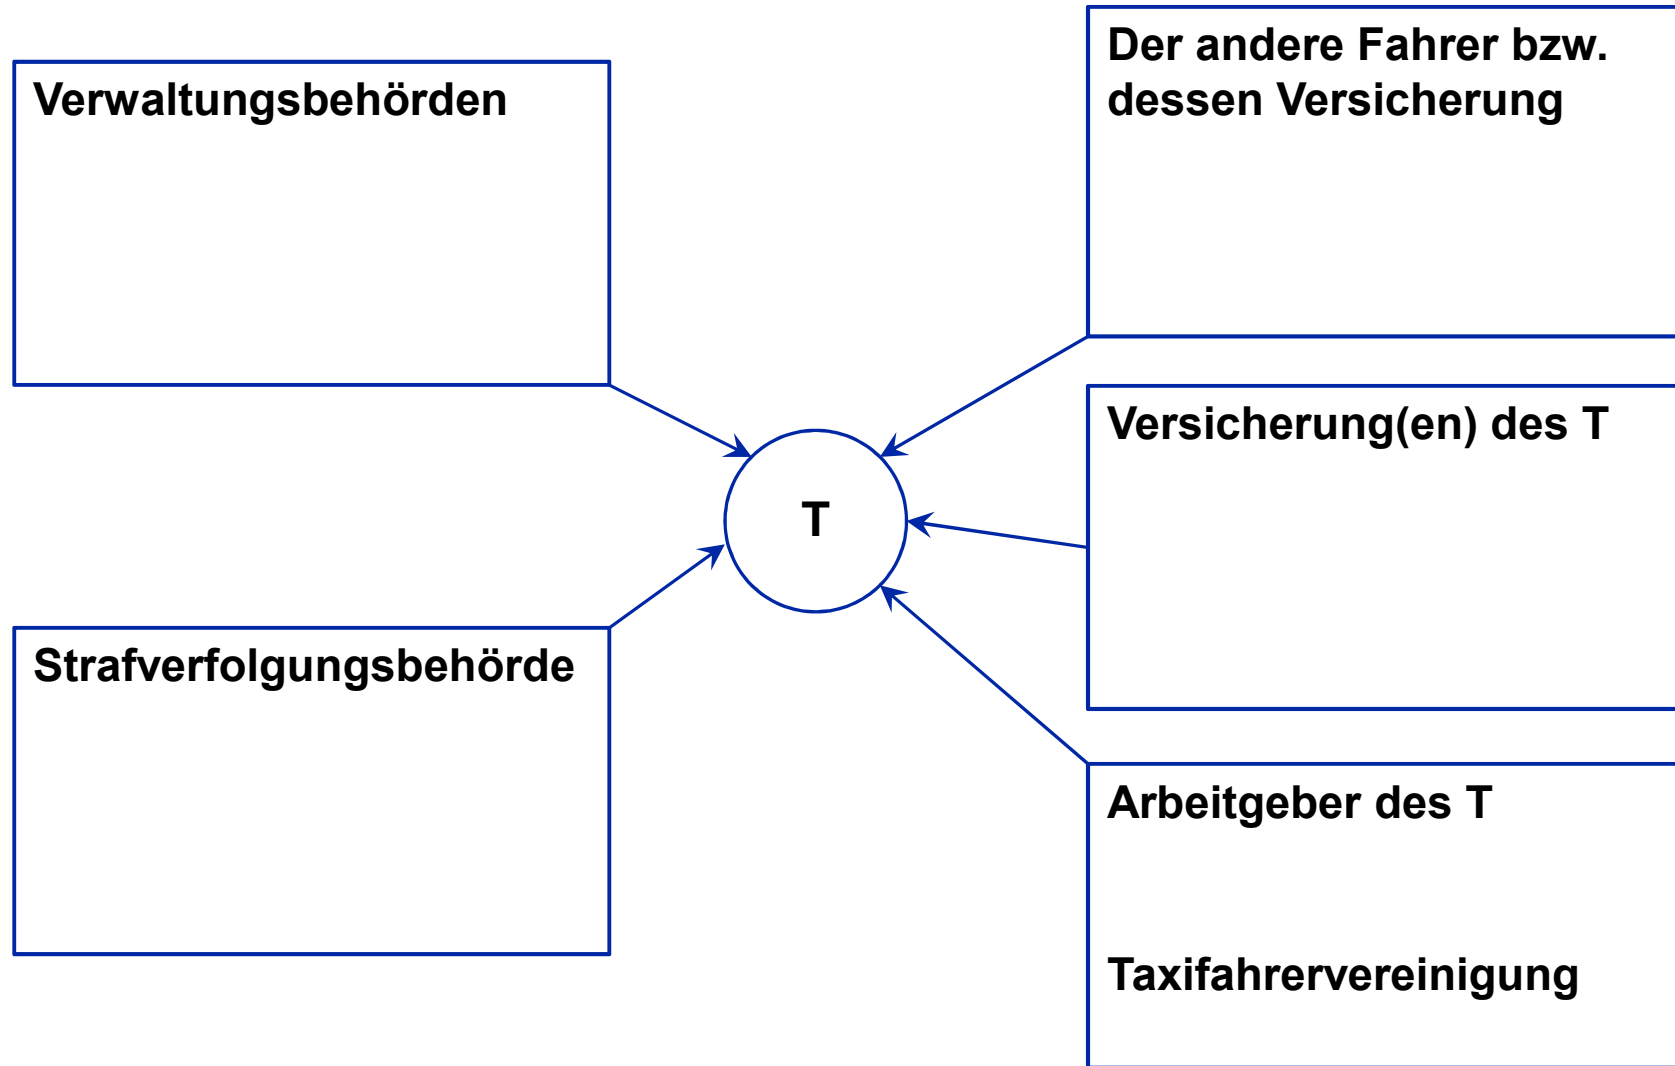 Verwaltungsbehörden
Der andere Fahrer bzw.
dessen Versicherung
Versicherung(en) des T
T
Strafverfolgungsbehörde
Arbeitgeber des T
Taxifahrervereinigung